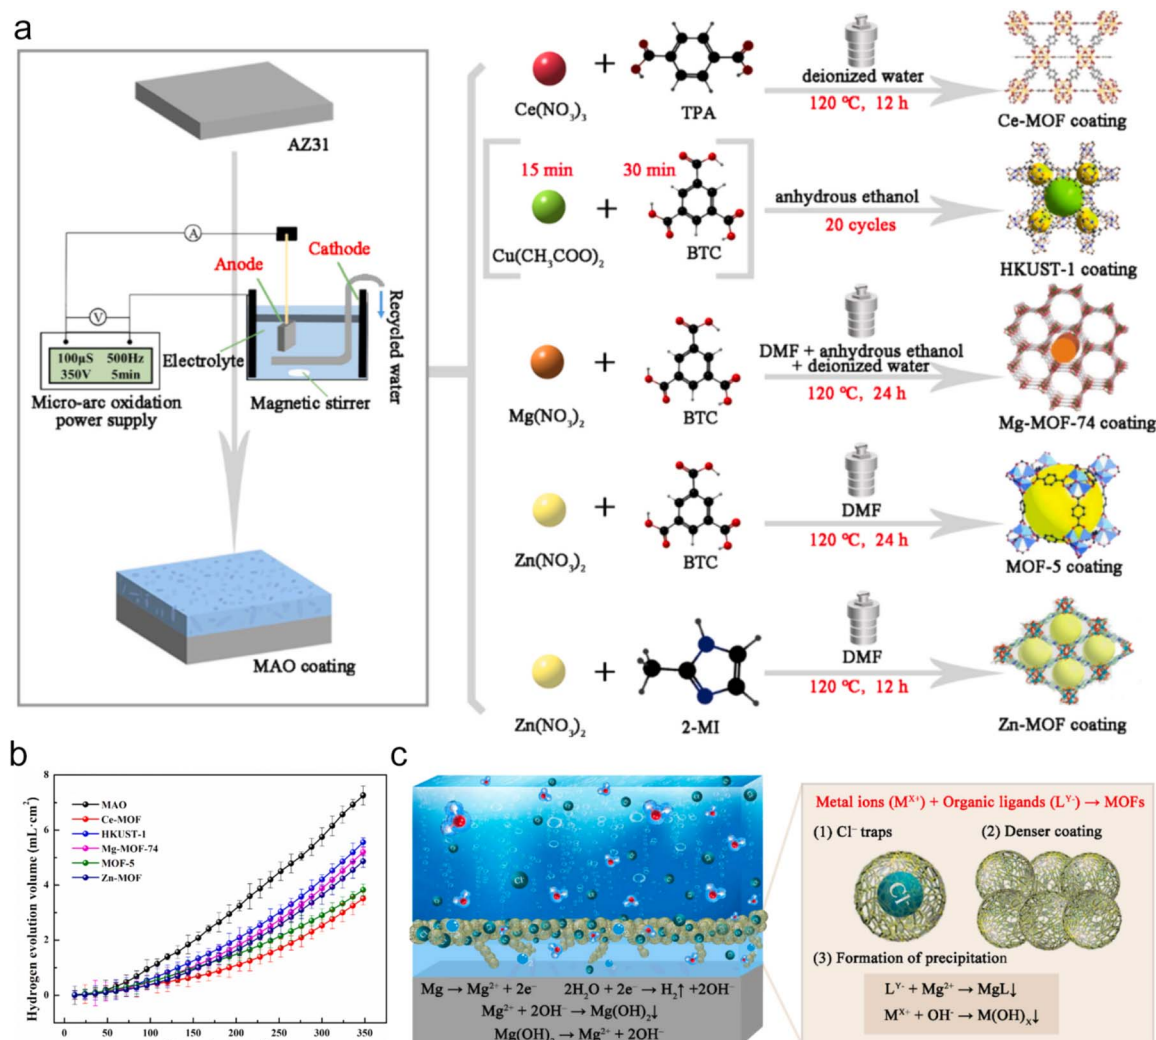 a
AZ31
A
Cathode
Anode
Recycled water
V
Electrolyte
100μS 500Hz
350V 5min
Magnetic stirrer
Micro-arc oxidation
power supply
MAO coating
+
Ce(NO₃)₃
TPA
deionized water
120 ℃, 12 h
Ce-MOF coating
15 min
30 min
+
Cu(CH₃COO)₂
BTC
anhydrous ethanol
20 cycles
HKUST-1 coating
+
Mg(NO₃)₂
BTC
DMF + anhydrous ethanol
+ deionized water
120 ℃, 24 h
Mg-MOF-74 coating
+
Zn(NO₃)₂
BTC
DMF
120 ℃, 24 h
MOF-5 coating
+
Zn(NO₃)₂
2-MI
DMF
120 ℃, 12 h
Zn-MOF coating
b
Hydrogen evolution volume (mL·cm²)
8
6
4
2
0
MAO
Ce-MOF
HKUST-1
Mg-MOF-74
MOF-5
Zn-MOF
0 50 100 150 200 250 300 350
c
Cl⁻
Mg → Mg²⁺ + 2e⁻ 2H₂O + 2e⁻ → H₂↑ +2OH⁻
Mg²⁺ + 2OH⁻ → Mg(OH)₂↓
Mg(OH)₂ → Mg²⁺ + 2OH⁻
Metal ions (Mˣ⁺) + Organic ligands (Lʸ⁻) → MOFs
(1) Cl⁻ traps
(2) Denser coating
Cl⁻
(3) Formation of precipitation
Lʸ⁻ + Mg²⁺ → MgL↓
Mˣ⁺ + OH⁻ → M(OH)ₓ↓